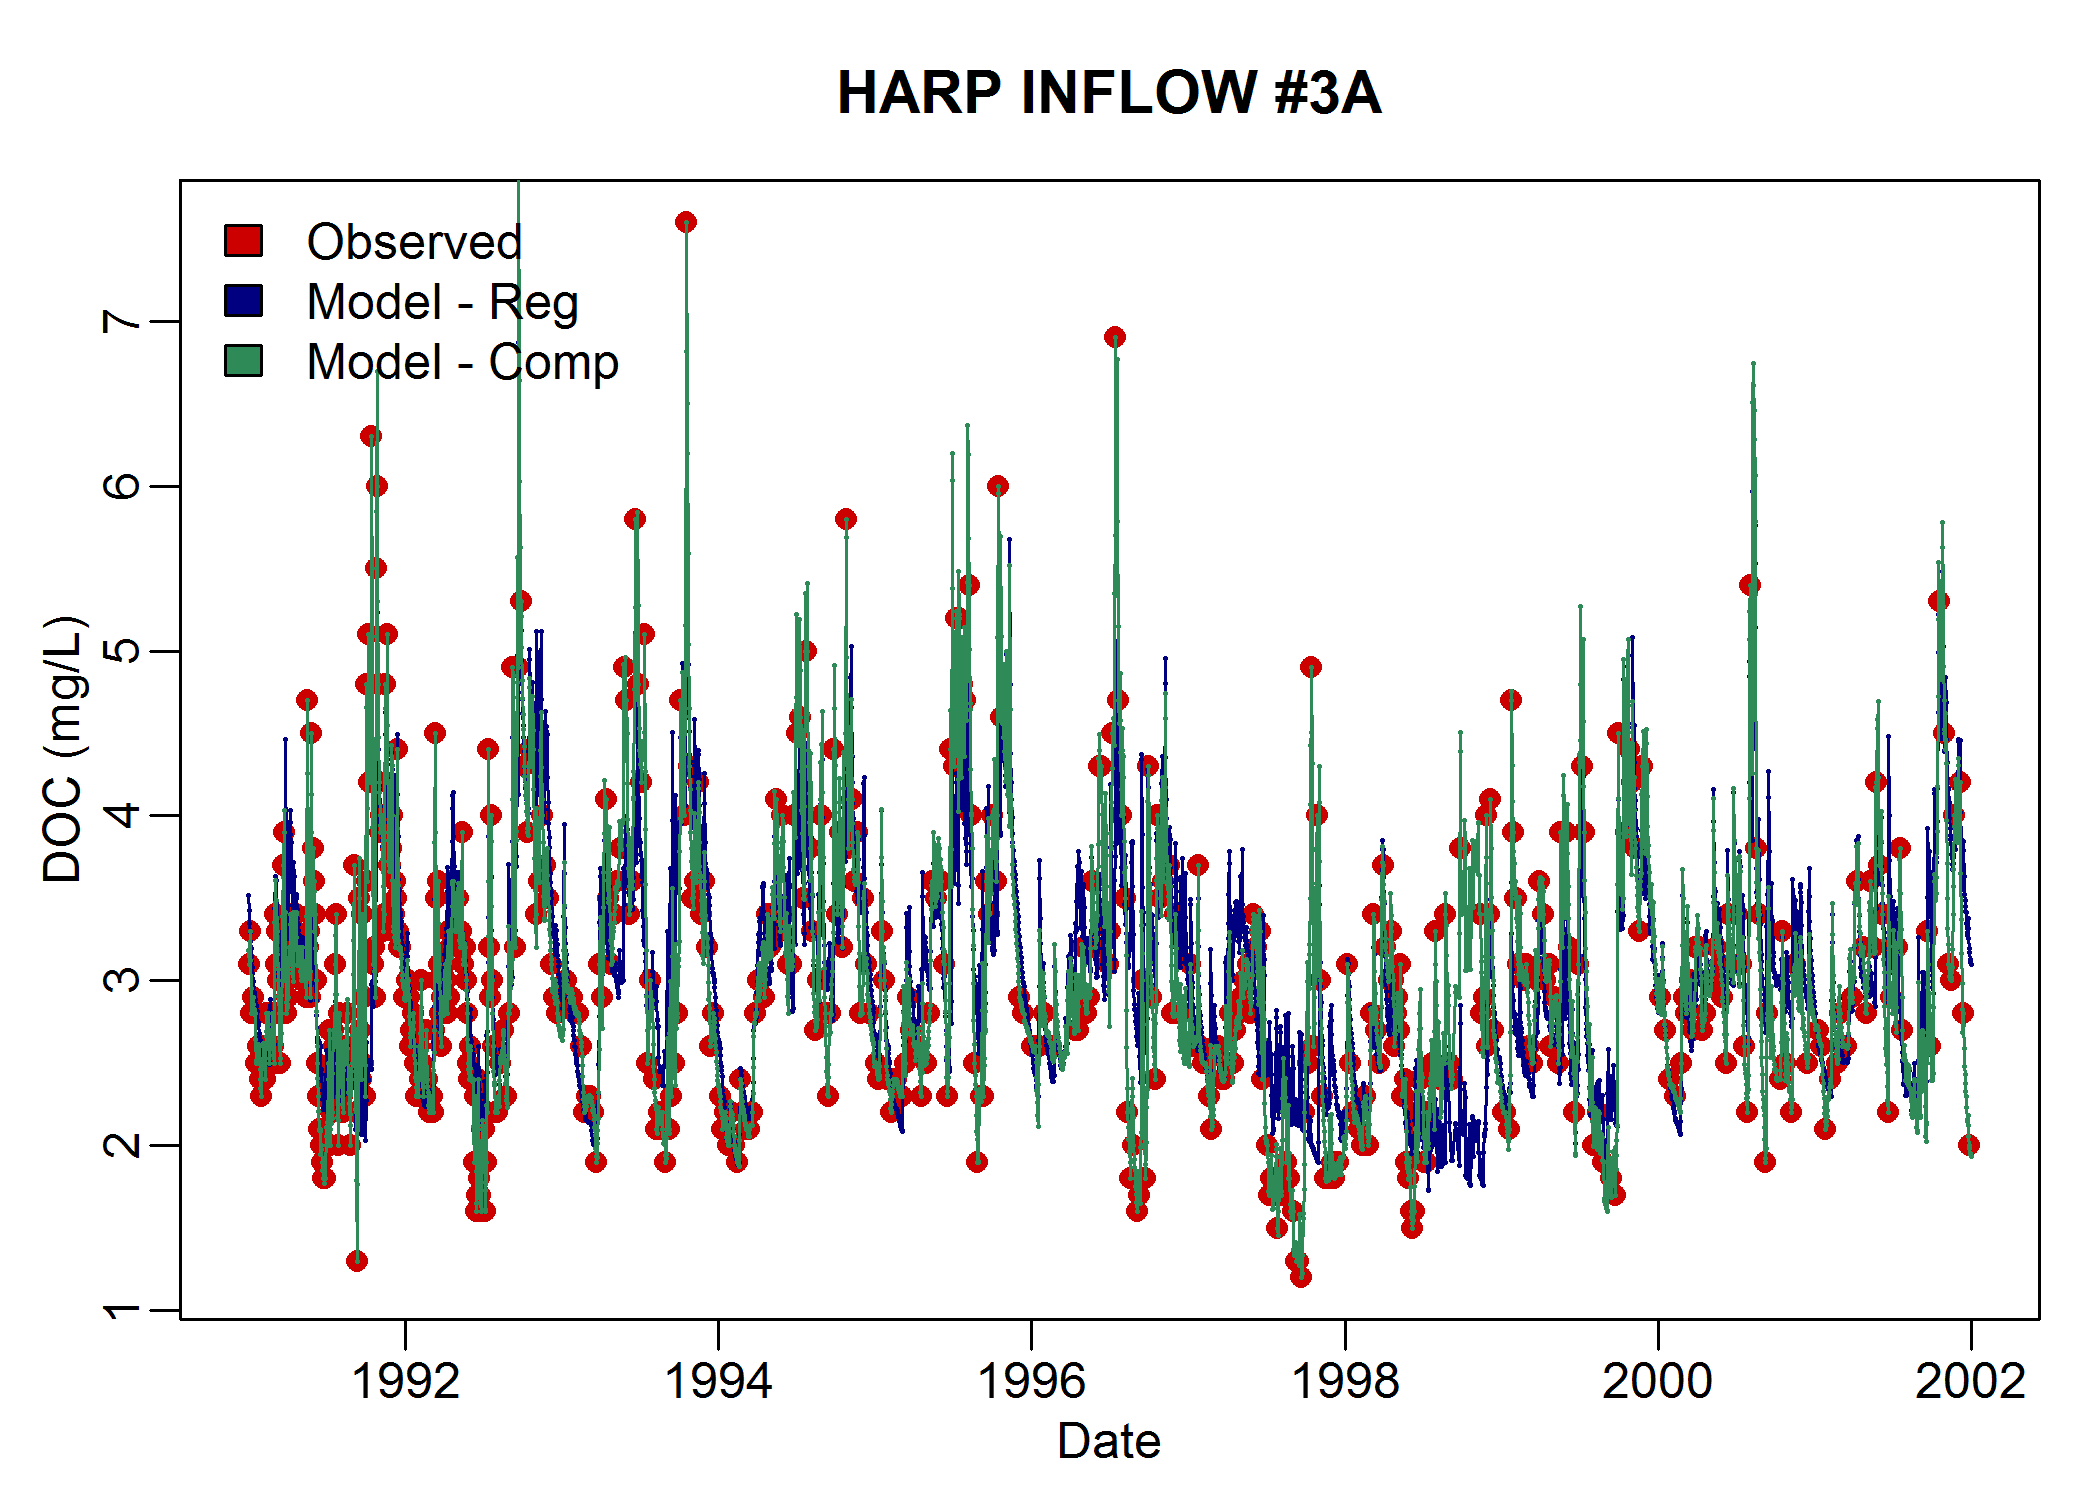 HARP INFLOW #3A
Observed
Model - Reg
Model - Comp
DOC (mg/L)
7
6
5
4
3
2
1
1992 1994 1996 1998 2000 2002
Date